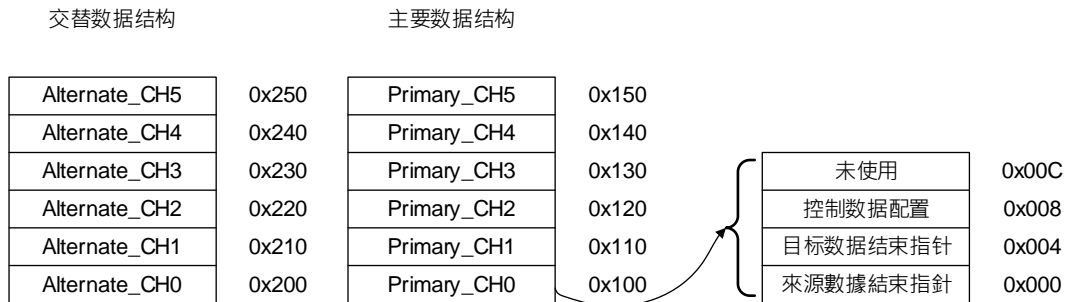 交替数据结构 主要数据结构
Alternate_CH5 0x250 Primary_CH5 0x150
Alternate_CH4 0x240 Primary_CH4 0x140
Alternate_CH3 0x230 Primary_CH3 0x130 未使用 0x00C
Alternate_CH2 0x220 Primary_CH2 0x120 控制数据配置 0x008
Alternate_CH1 0x210 Primary_CH1 0x110 目标数据结束指针 0x004
Alternate_CH0 0x200 Primary_CH0 0x100 來源數據結束指針 0x000